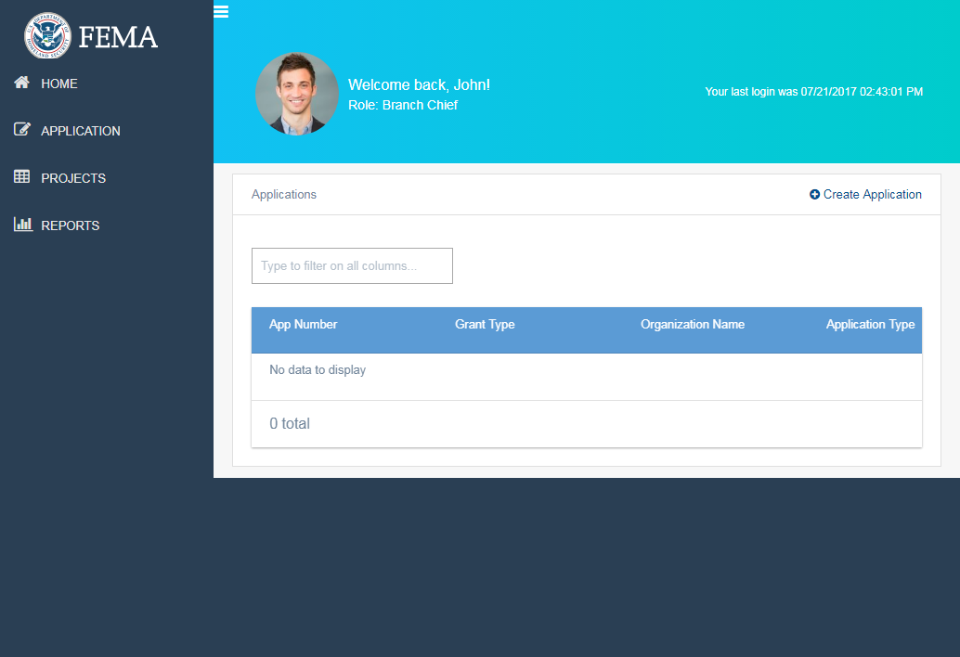 FEMA
HOME
APPLICATION
PROJECTS
REPORTS
Welcome back, John!
Role: Branch Chief
Your last login was 07/21/2017 02:43:01 PM
Applications
Create Application
Type to filter on all columns...
App Number Grant Type Organization Name Application Type
No data to display
0 total